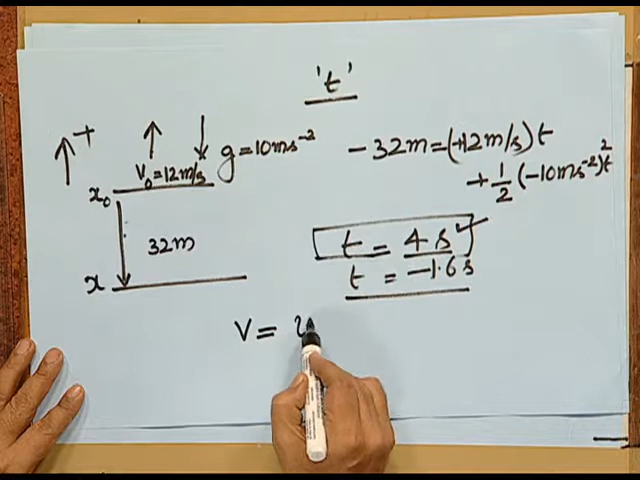 't'
+
V₀=12m/s
g=10ms⁻²
x₀
32m
x
-32m=(+12m/s)t
+½(-10ms⁻²)t²
t = 4s ✓
t = -1.6s
V =